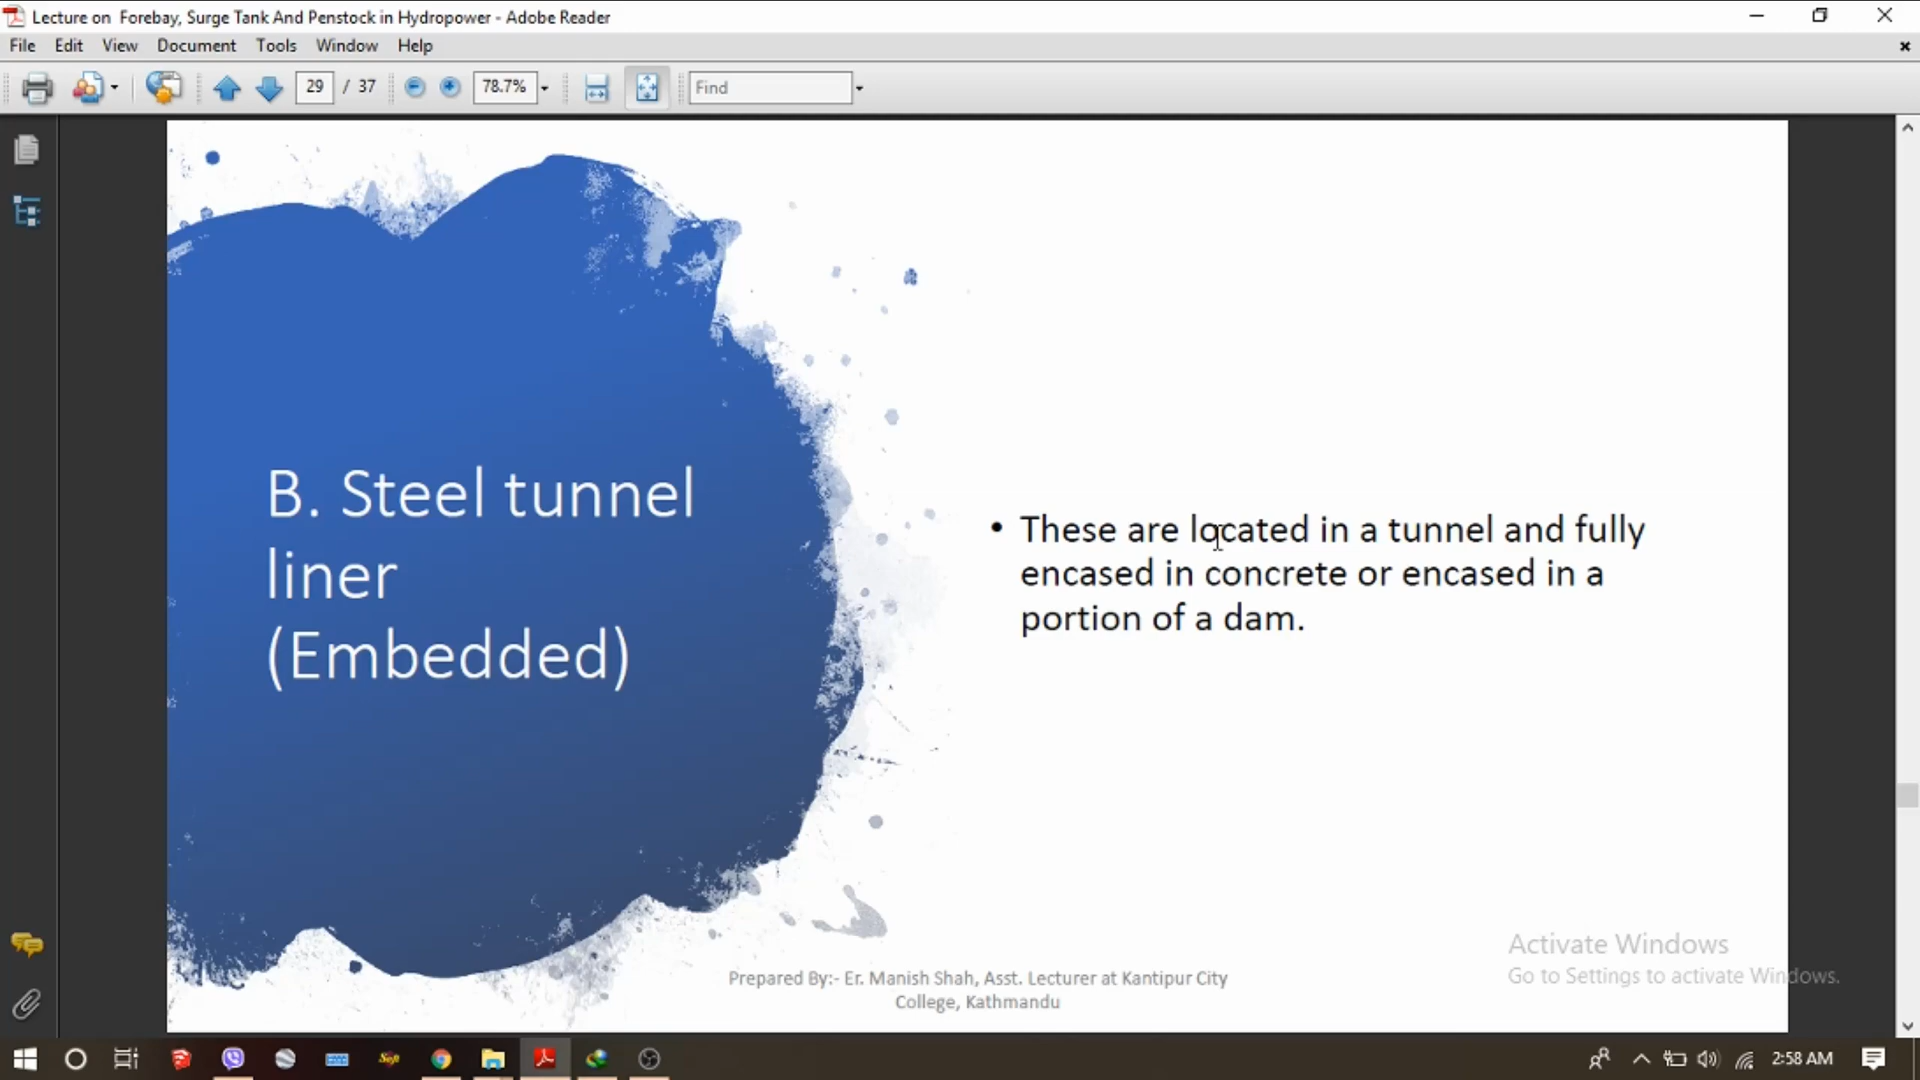 Lecture on  Forebay, Surge Tank And Penstock in Hydropower - Adobe Reader
File Edit View Document Tools Window Help
29 / 37 78.7% Find
B. Steel tunnel
liner
(Embedded)
• These are located in a tunnel and fully
encased in concrete or encased in a
portion of a dam.
Activate Windows
Go to Settings to activate Windows.
Prepared By:- Er. Manish Shah, Asst. Lecturer at Kantipur City
College, Kathmandu
2:58 AM